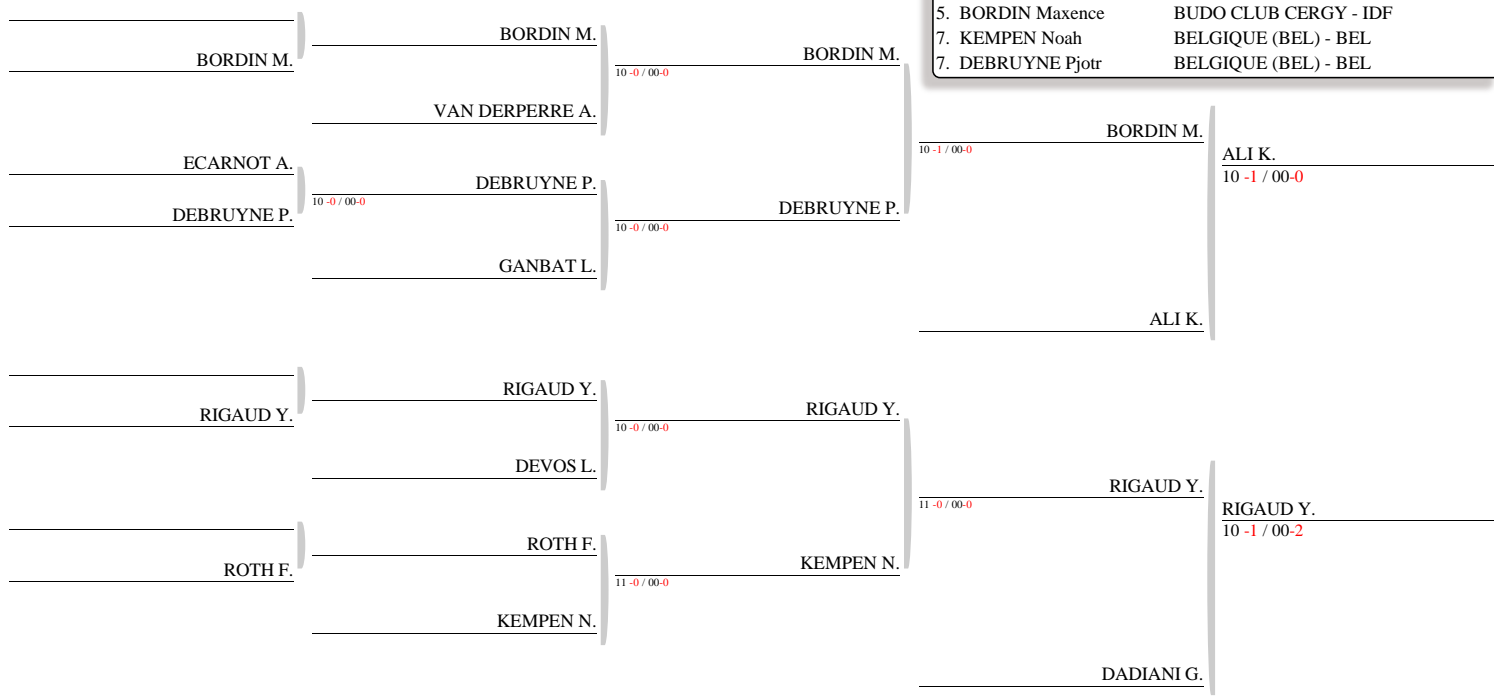 5. BORDIN Maxence BUDO CLUB CERGY - IDF
7. KEMPEN Noah BELGIQUE (BEL) - BEL
7. DEBRUYNE Pjotr BELGIQUE (BEL) - BEL
BORDIN M.
ECARNOT A.
DEBRUYNE P.
RIGAUD Y.
ROTH F.
BORDIN M.
VAN DERPERRE A.
DEBRUYNE P.
10 -0 / 00-0
GANBAT L.
RIGAUD Y.
DEVOS L.
ROTH F.
KEMPEN N.
BORDIN M.
10 -0 / 00-0
DEBRUYNE P.
10 -0 / 00-0
RIGAUD Y.
10 -0 / 00-0
KEMPEN N.
11 -0 / 00-0
BORDIN M.
10 -1 / 00-0
ALI K.
RIGAUD Y.
11 -0 / 00-0
DADIANI G.
ALI K.
10 -1 / 00-0
RIGAUD Y.
10 -1 / 00-2